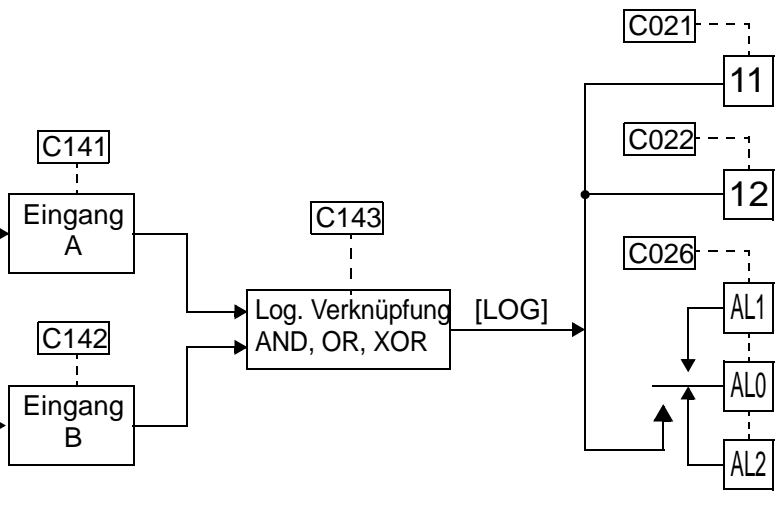 C021
11
C141
C022
Eingang
A
C143
12
C026
Log. Verknüpfung
AND, OR, XOR
[LOG]
AL1
C142
Eingang
B
AL0
AL2